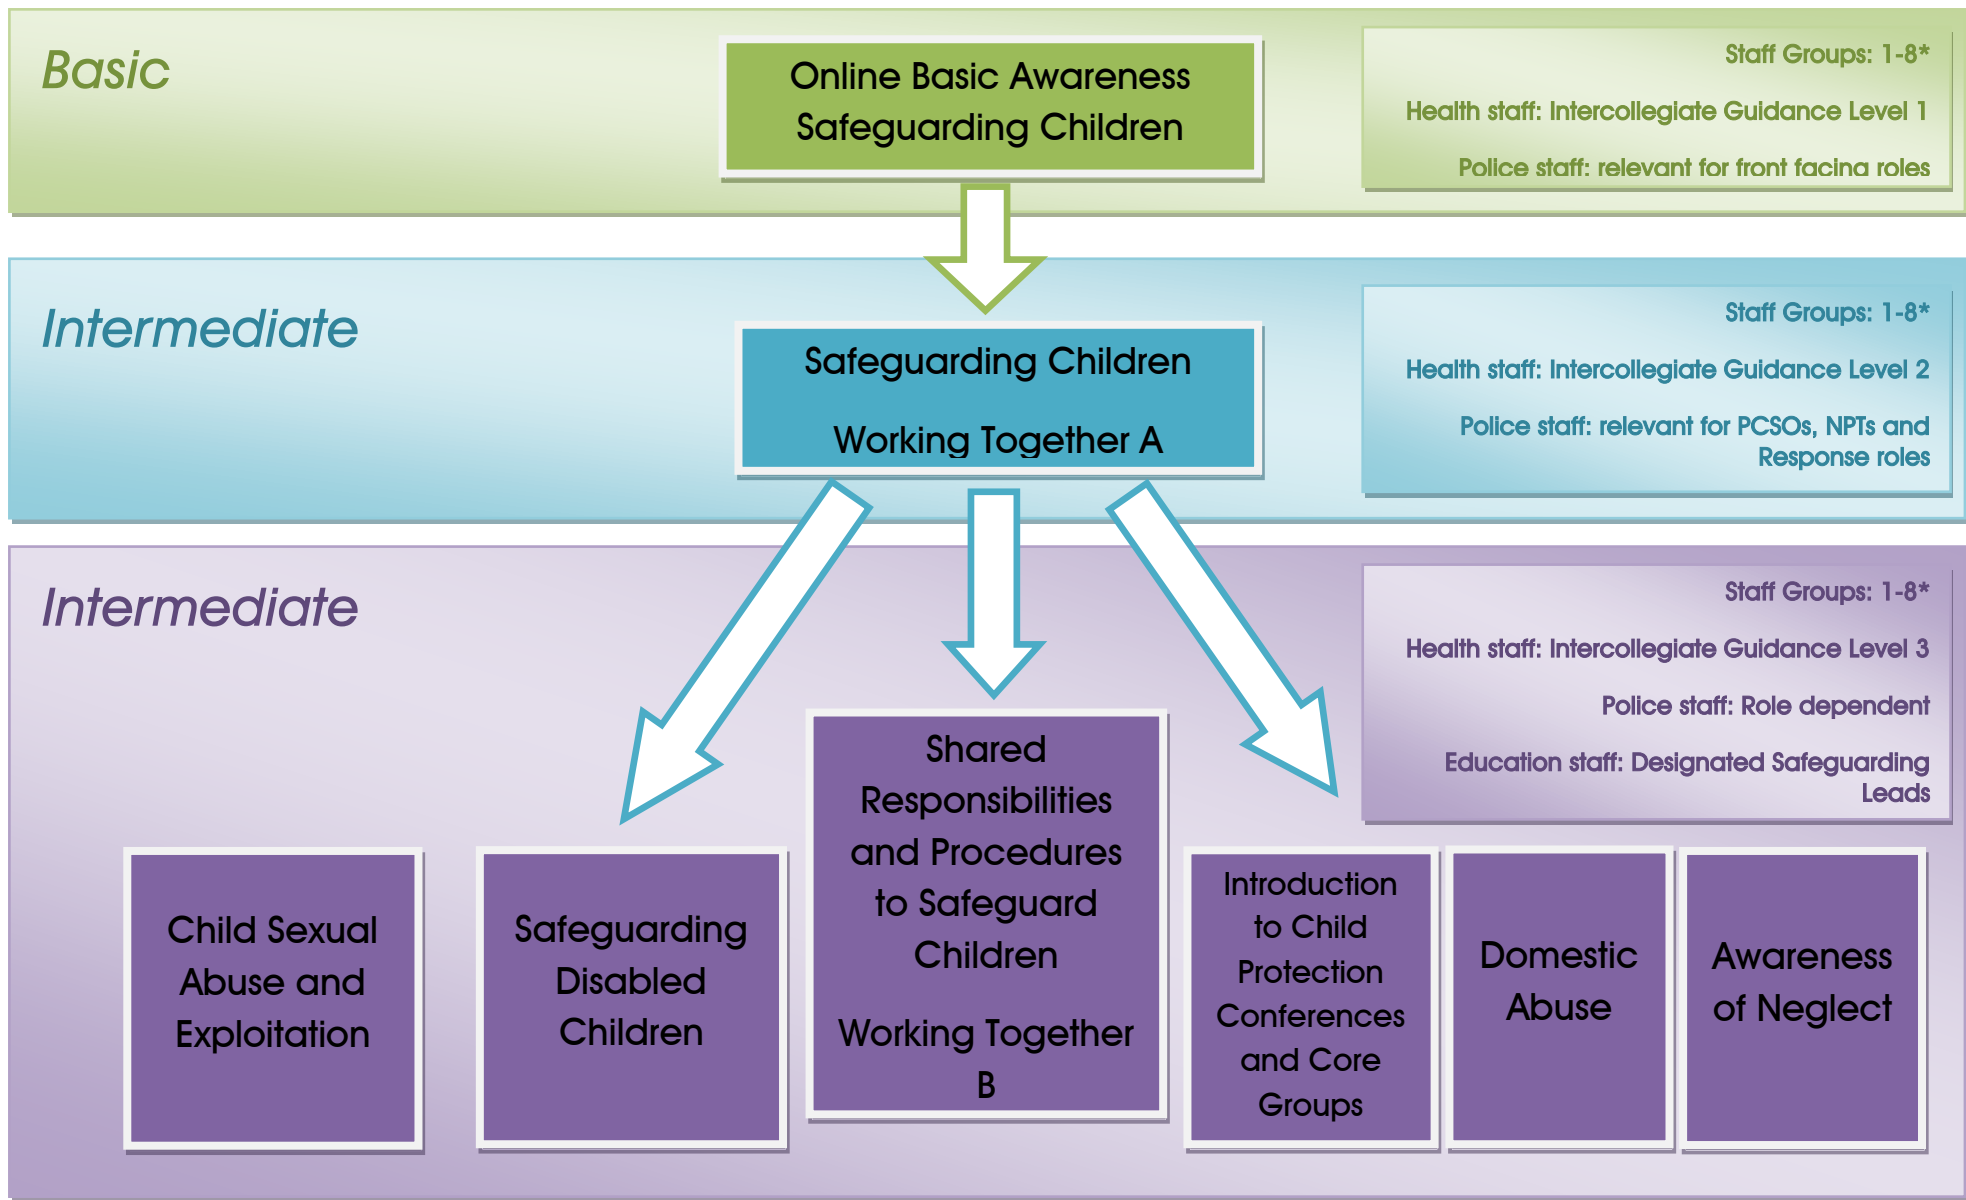 Basic
Online Basic Awareness
Safeguarding Children
Staff Groups: 1-8*
Health staff: Intercollegiate Guidance Level 1
Police staff: relevant for front facing roles
Intermediate
Safeguarding Children
Working Together A
Staff Groups: 1-8*
Health staff: Intercollegiate Guidance Level 2
Police staff: relevant for PCSOs, NPTs and
Response roles
Intermediate
Staff Groups: 1-8*
Health staff: Intercollegiate Guidance Level 3
Police staff: Role dependent
Education staff: Designated Safeguarding
Leads
Child Sexual
Abuse and
Exploitation
Safeguarding
Disabled
Children
Shared
Responsibilities
and Procedures
to Safeguard
Children
Working Together
B
Introduction
to Child
Protection
Conferences
and Core
Groups
Domestic
Abuse
Awareness
of Neglect